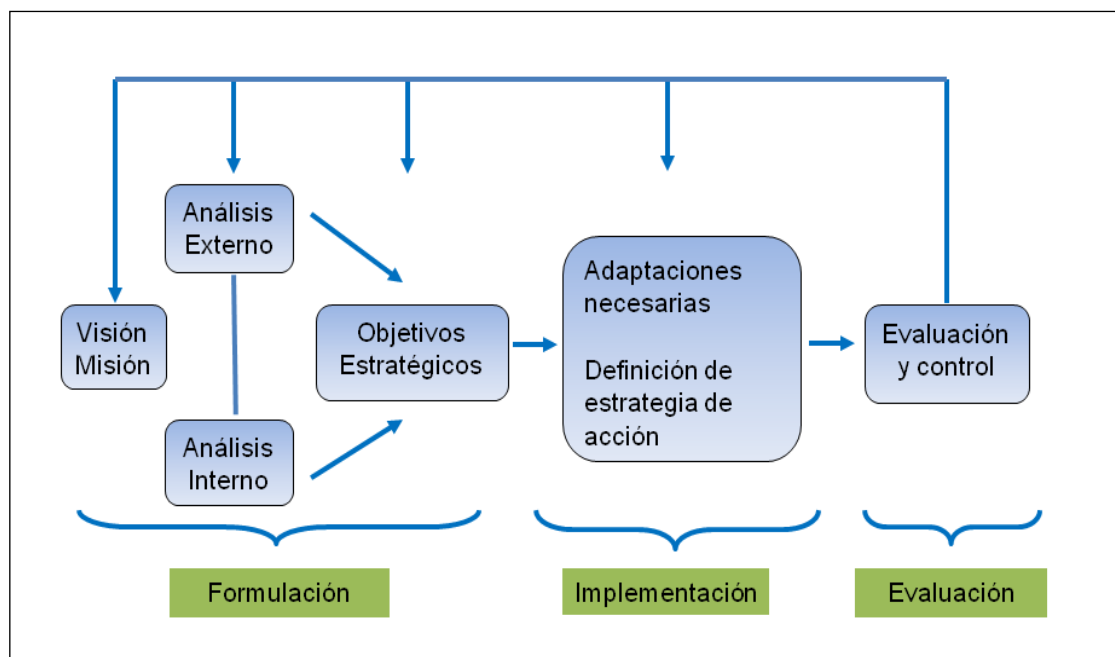 Análisis
Externo
Visión
Misión
Objetivos
Estratégicos
Análisis
Interno
Adaptaciones
necesarias
Definición de
estrategia de
acción
Evaluación
y control
Formulación
Implementación
Evaluación